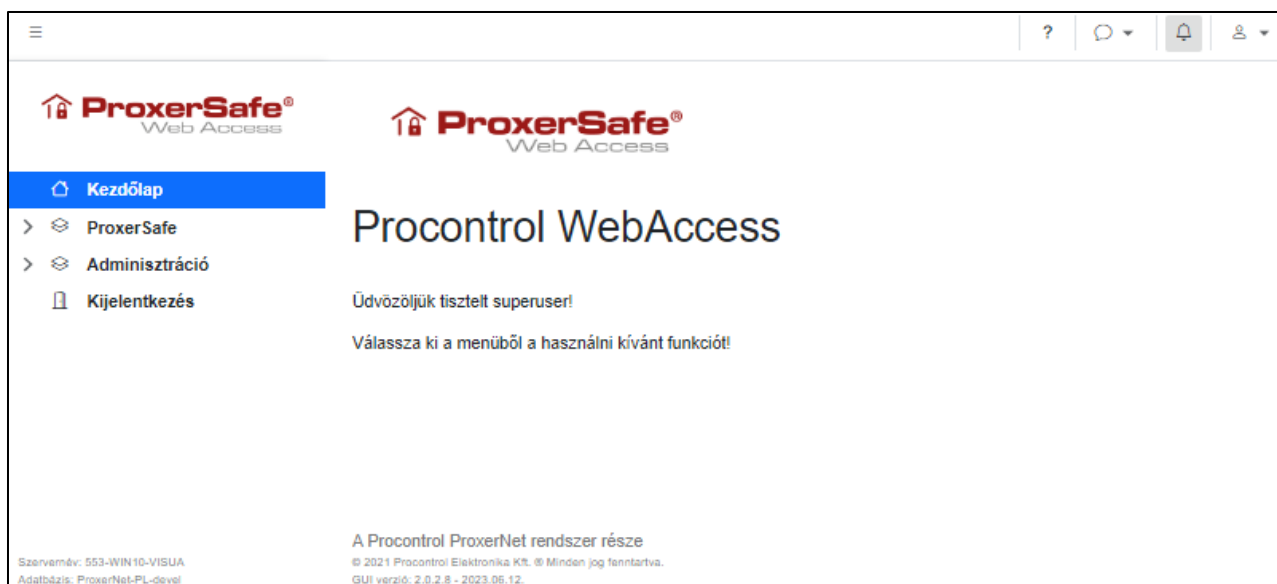 ?
ProxerSafe®
Web Access
Kezdőlap
ProxerSafe
Adminisztráció
Kijelentkezés
Szervernév: 553-WIN10-VISUA
Adatbázis: ProxerNet-PL-devel
ProxerSafe®
Web Access
Procontrol WebAccess
Üdvözöljük tisztelt superuser!
Válassza ki a menüből a használni kívánt funkciót!
A Procontrol ProxerNet rendszer része
© 2021 Procontrol Elektronika Kft. ® Minden jog fenntartva.
GUI verzió: 2.0.2.8 - 2023.06.12.